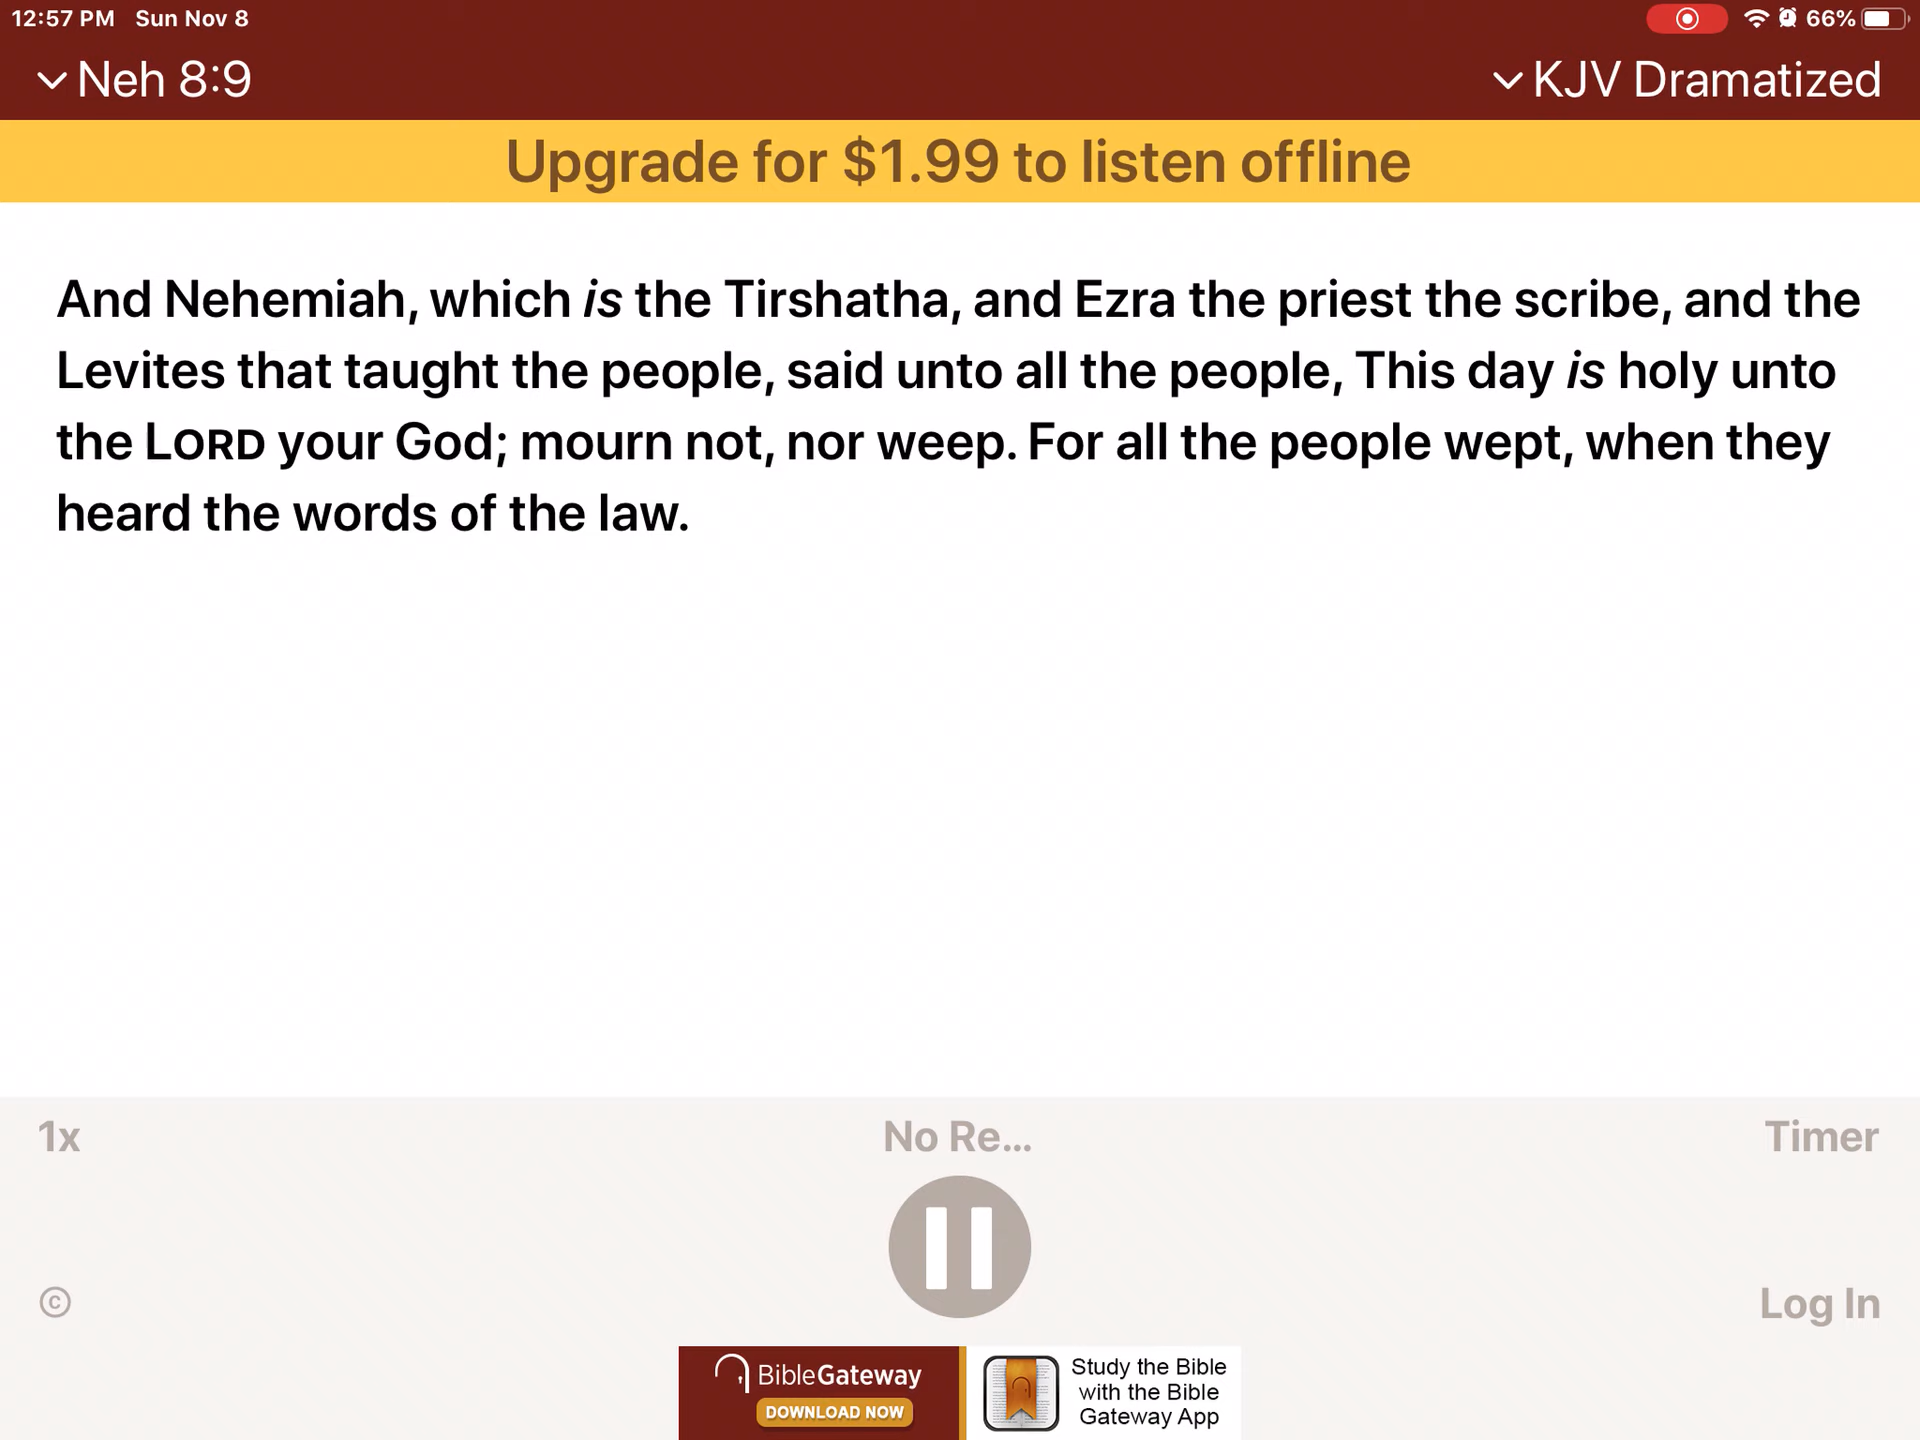 12:57 PM Sun Nov 8
66%
Neh 8:9
KJV Dramatized
Upgrade for $1.99 to listen offline
And Nehemiah, which is the Tirshatha, and Ezra the priest the scribe, and the
Levites that taught the people, said unto all the people, This day is holy unto
the LORD your God; mourn not, nor weep. For all the people wept, when they
heard the words of the law.
1x
No Re...
Timer
©
Log In
BibleGateway
DOWNLOAD NOW
Study the Bible
with the Bible
Gateway App